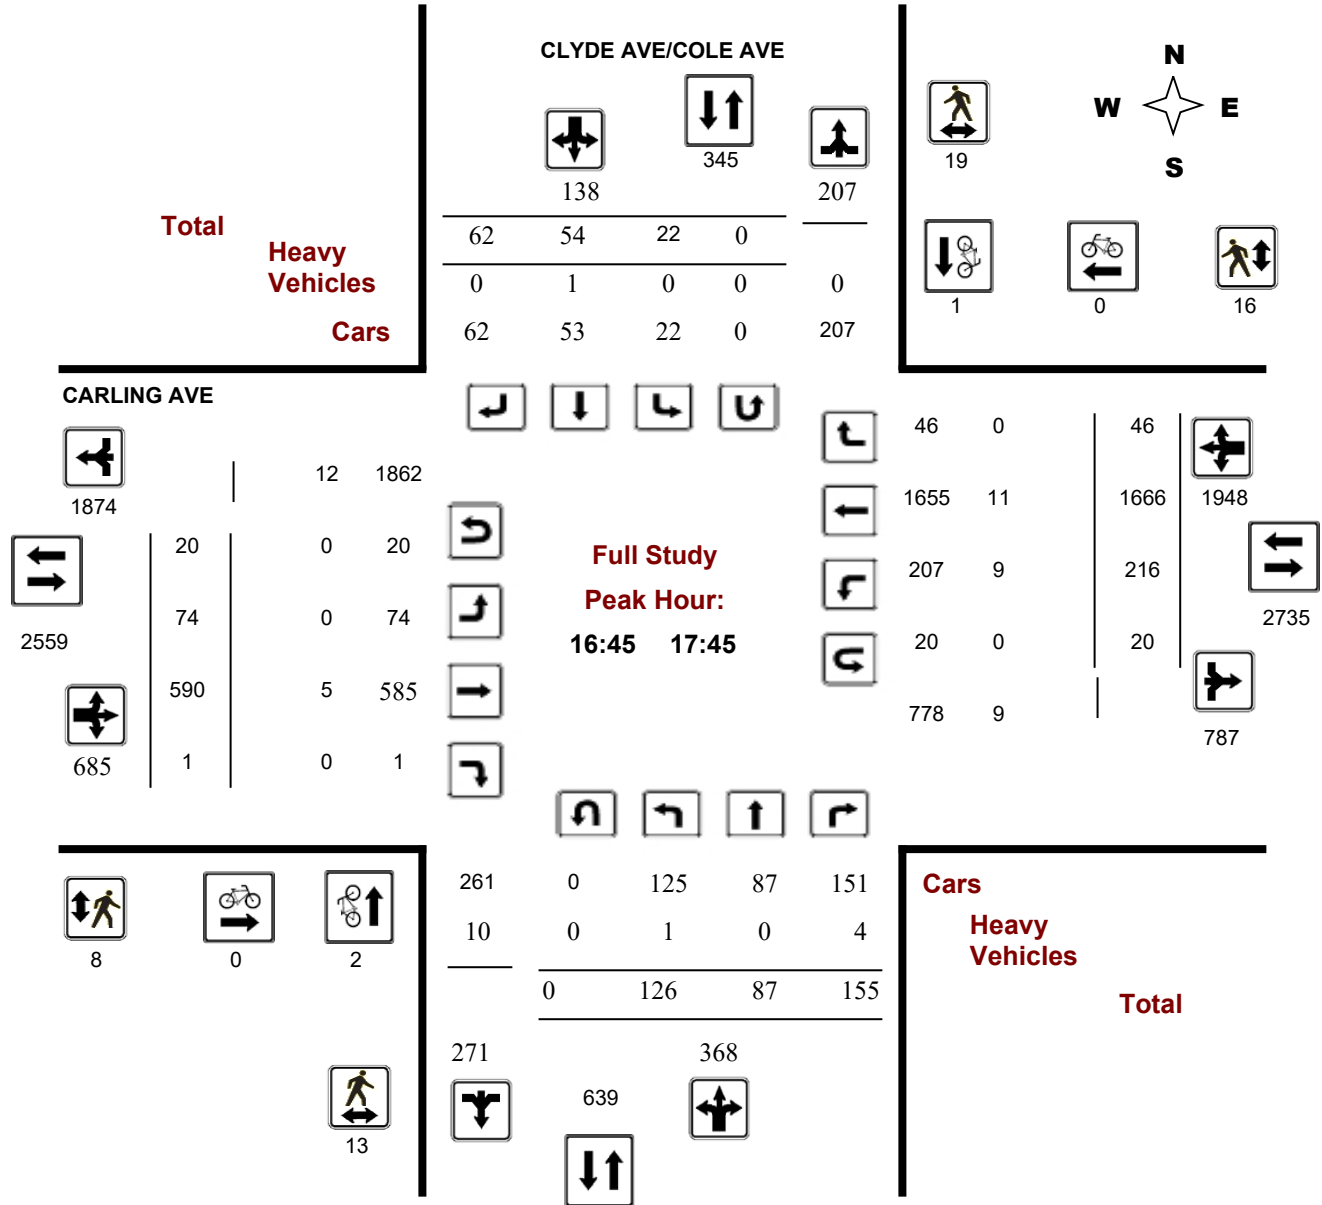 CLYDE AVE/COLE AVE
N
W E
S
345
19
138 207
Total
62 54 22 0
Heavy
Vehicles
0 1 0 0 0
1 0 16
Cars
62 53 22 0 207
CARLING AVE
46 0 46
12 1862
1874
1655 11 1666 1948
20 0 20
Full Study
207 9 216
Peak Hour:
74 0 74
2735
2559
16:45 17:45
20 0 20
590 5 585
778 9
787
685 1 0 1
261 0 125 87 151
Cars
10 0 1 0 4
Heavy
Vehicles
8 0 2
0 126 87 155
Total
271 368
639
13